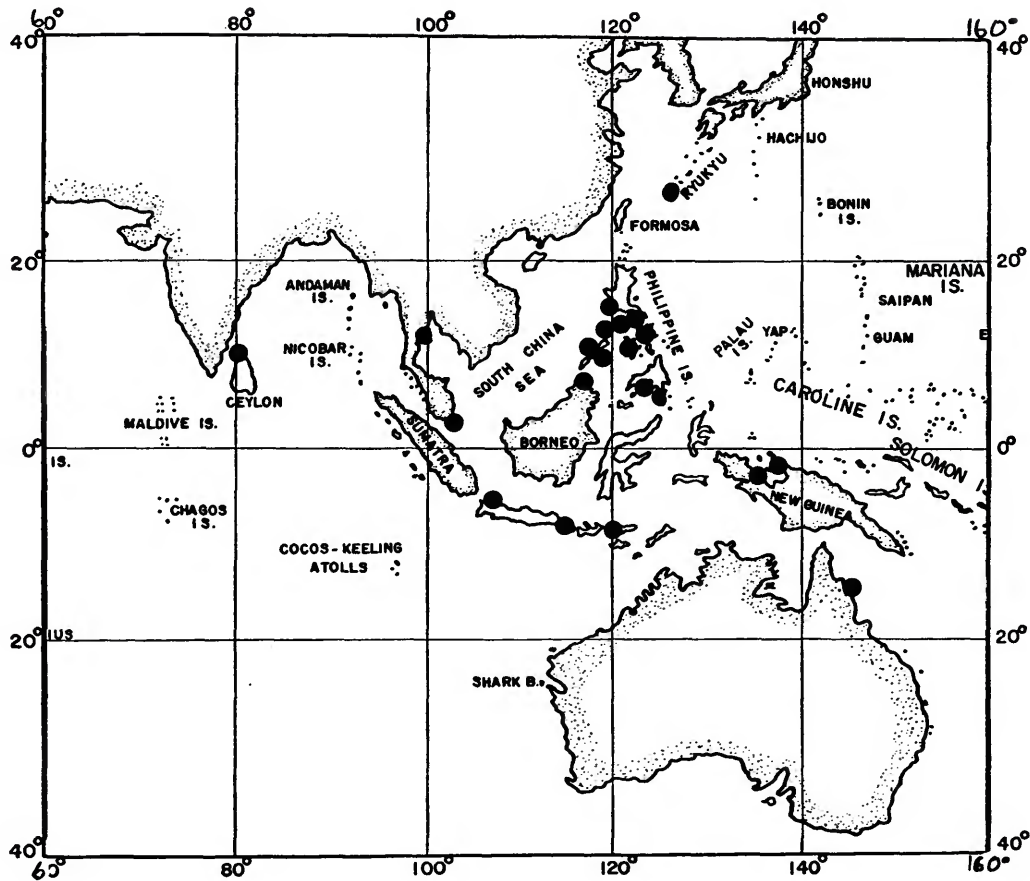 60° 80° 100° 120° 140° 160°
40° 40°
HONSHU
HACHIJO
RYUKYU
BONIN
IS.
FORMOSA
20° 20°
MARIANA
IS.
ANDAMAN
IS.
PHILIPPINE IS.
SAIPAN
PALAU
IS.
YAP
GUAM
E
NICOBAR
IS.
SOUTH CHINA
SEA
CEYLON
CAROLINE IS.
MALDIVE IS.
SUMATRA
BORNEO
SOLOMON I
0° 0°
IS.
NEW GUINEA
CHAGOS
IS.
COCOS-KEELING
ATOLLS
20° 20°
IUS
SHARK B.
40° 40°
60° 80° 100° 120° 140° 160°